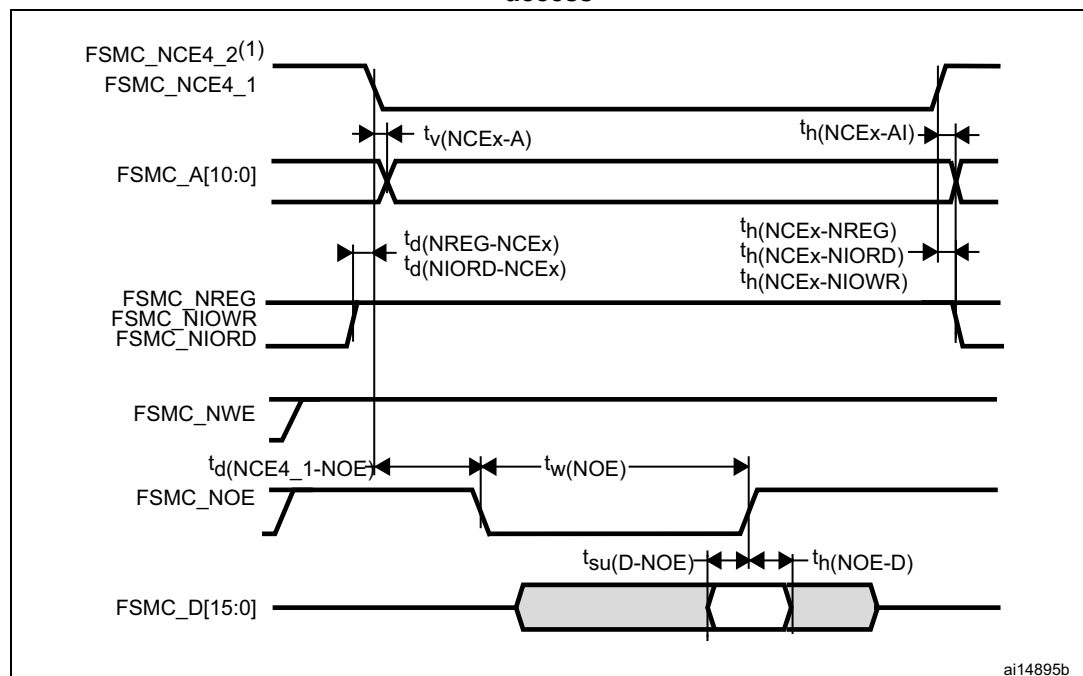 FSMC_NCE4_2(1)
FSMC_NCE4_1
tv(NCEx-A)
th(NCEx-AI)
FSMC_A[10:0]
td(NREG-NCEx)
td(NIORD-NCEx)
th(NCEx-NREG)
th(NCEx-NIORD)
th(NCEx-NIOWR)
FSMC_NREG
FSMC_NIOWR
FSMC_NIORD
FSMC_NWE
td(NCE4_1-NOE)
tw(NOE)
FSMC_NOE
tsu(D-NOE)
th(NOE-D)
FSMC_D[15:0]
ai14895b